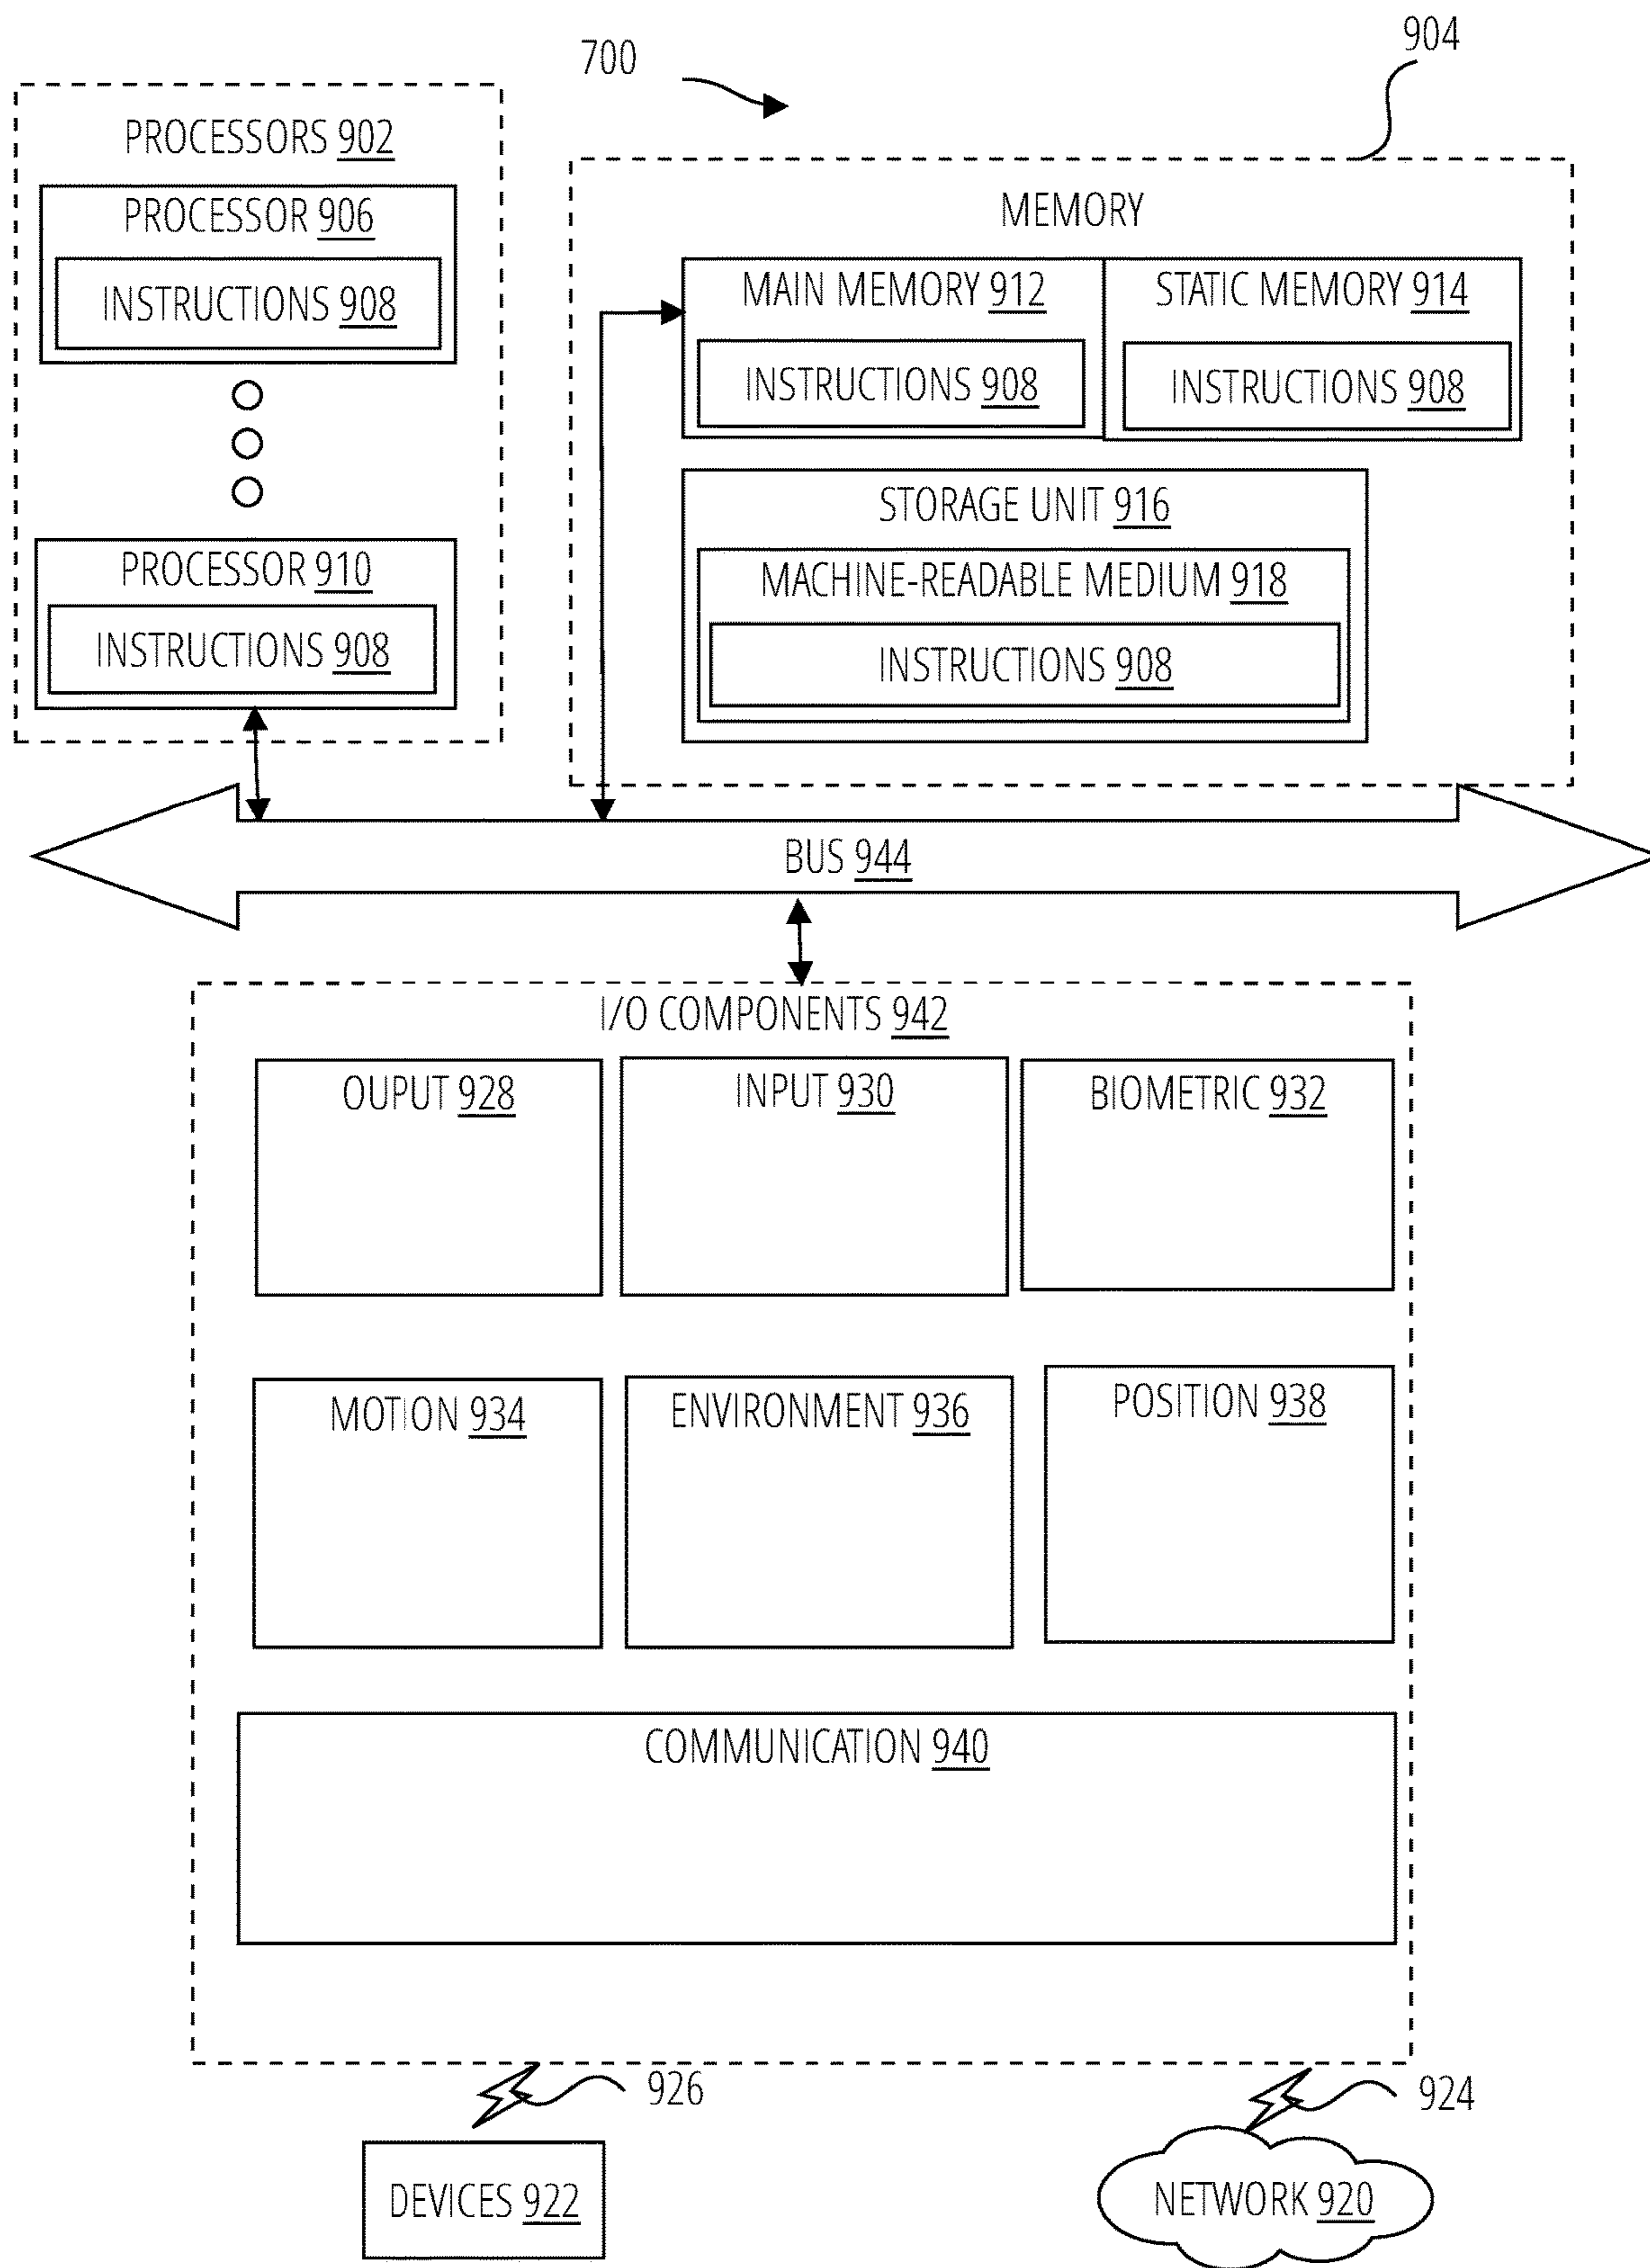 700
904
PROCESSORS 902
PROCESSOR 906
INSTRUCTIONS 908
PROCESSOR 910
INSTRUCTIONS 908
MEMORY
MAIN MEMORY 912
INSTRUCTIONS 908
STATIC MEMORY 914
INSTRUCTIONS 908
STORAGE UNIT 916
MACHINE-READABLE MEDIUM 918
INSTRUCTIONS 908
BUS 944
I/O COMPONENTS 942
OUPUT 928
INPUT 930
BIOMETRIC 932
MOTION 934
ENVIRONMENT 936
POSITION 938
COMMUNICATION 940
926
924
DEVICES 922
NETWORK 920